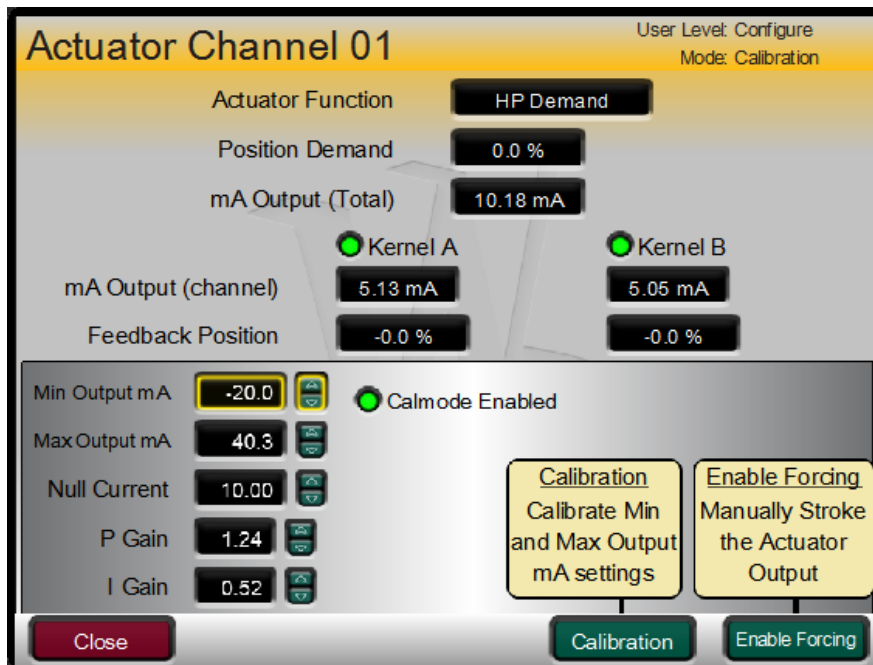 Actuator Channel 01
User Level: Configure
Mode: Calibration
Actuator Function HP Demand
Position Demand 0.0 %
mA Output (Total) 10.18 mA
Kernel A Kernel B
mA Output (channel) 5.13 mA 5.05 mA
Feedback Position -0.0 % -0.0 %
Min Output mA -20.0
Calmode Enabled
Max Output mA 40.3
Null Current 10.00
P Gain 1.24
I Gain 0.52
Calibration
Calibrate Min
and Max Output
mA settings
Enable Forcing
Manually Stroke
the Actuator
Output
Close Calibration Enable Forcing